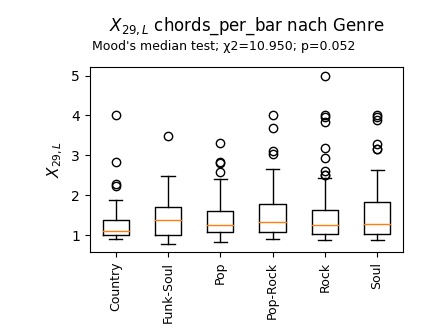 X29,L chords_per_bar nach Genre
Mood's median test; χ2=10.950; p=0.052
X29,L
5
4
3
2
1
Country
Funk-Soul
Pop
Pop-Rock
Rock
Soul